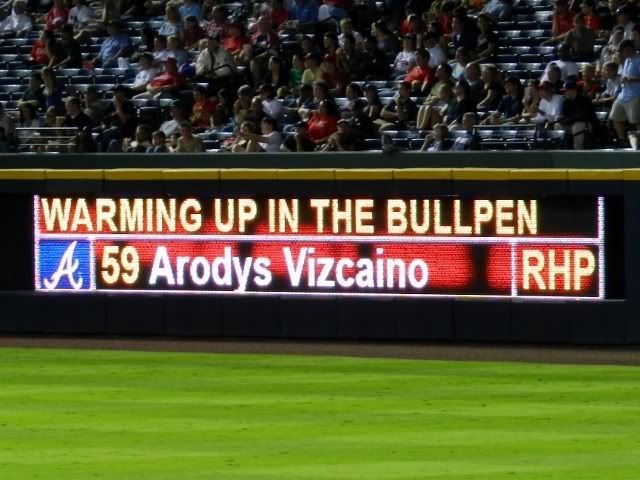 WARMING UP IN THE BULLPEN
A 59 Arodys Vizcaino RHP